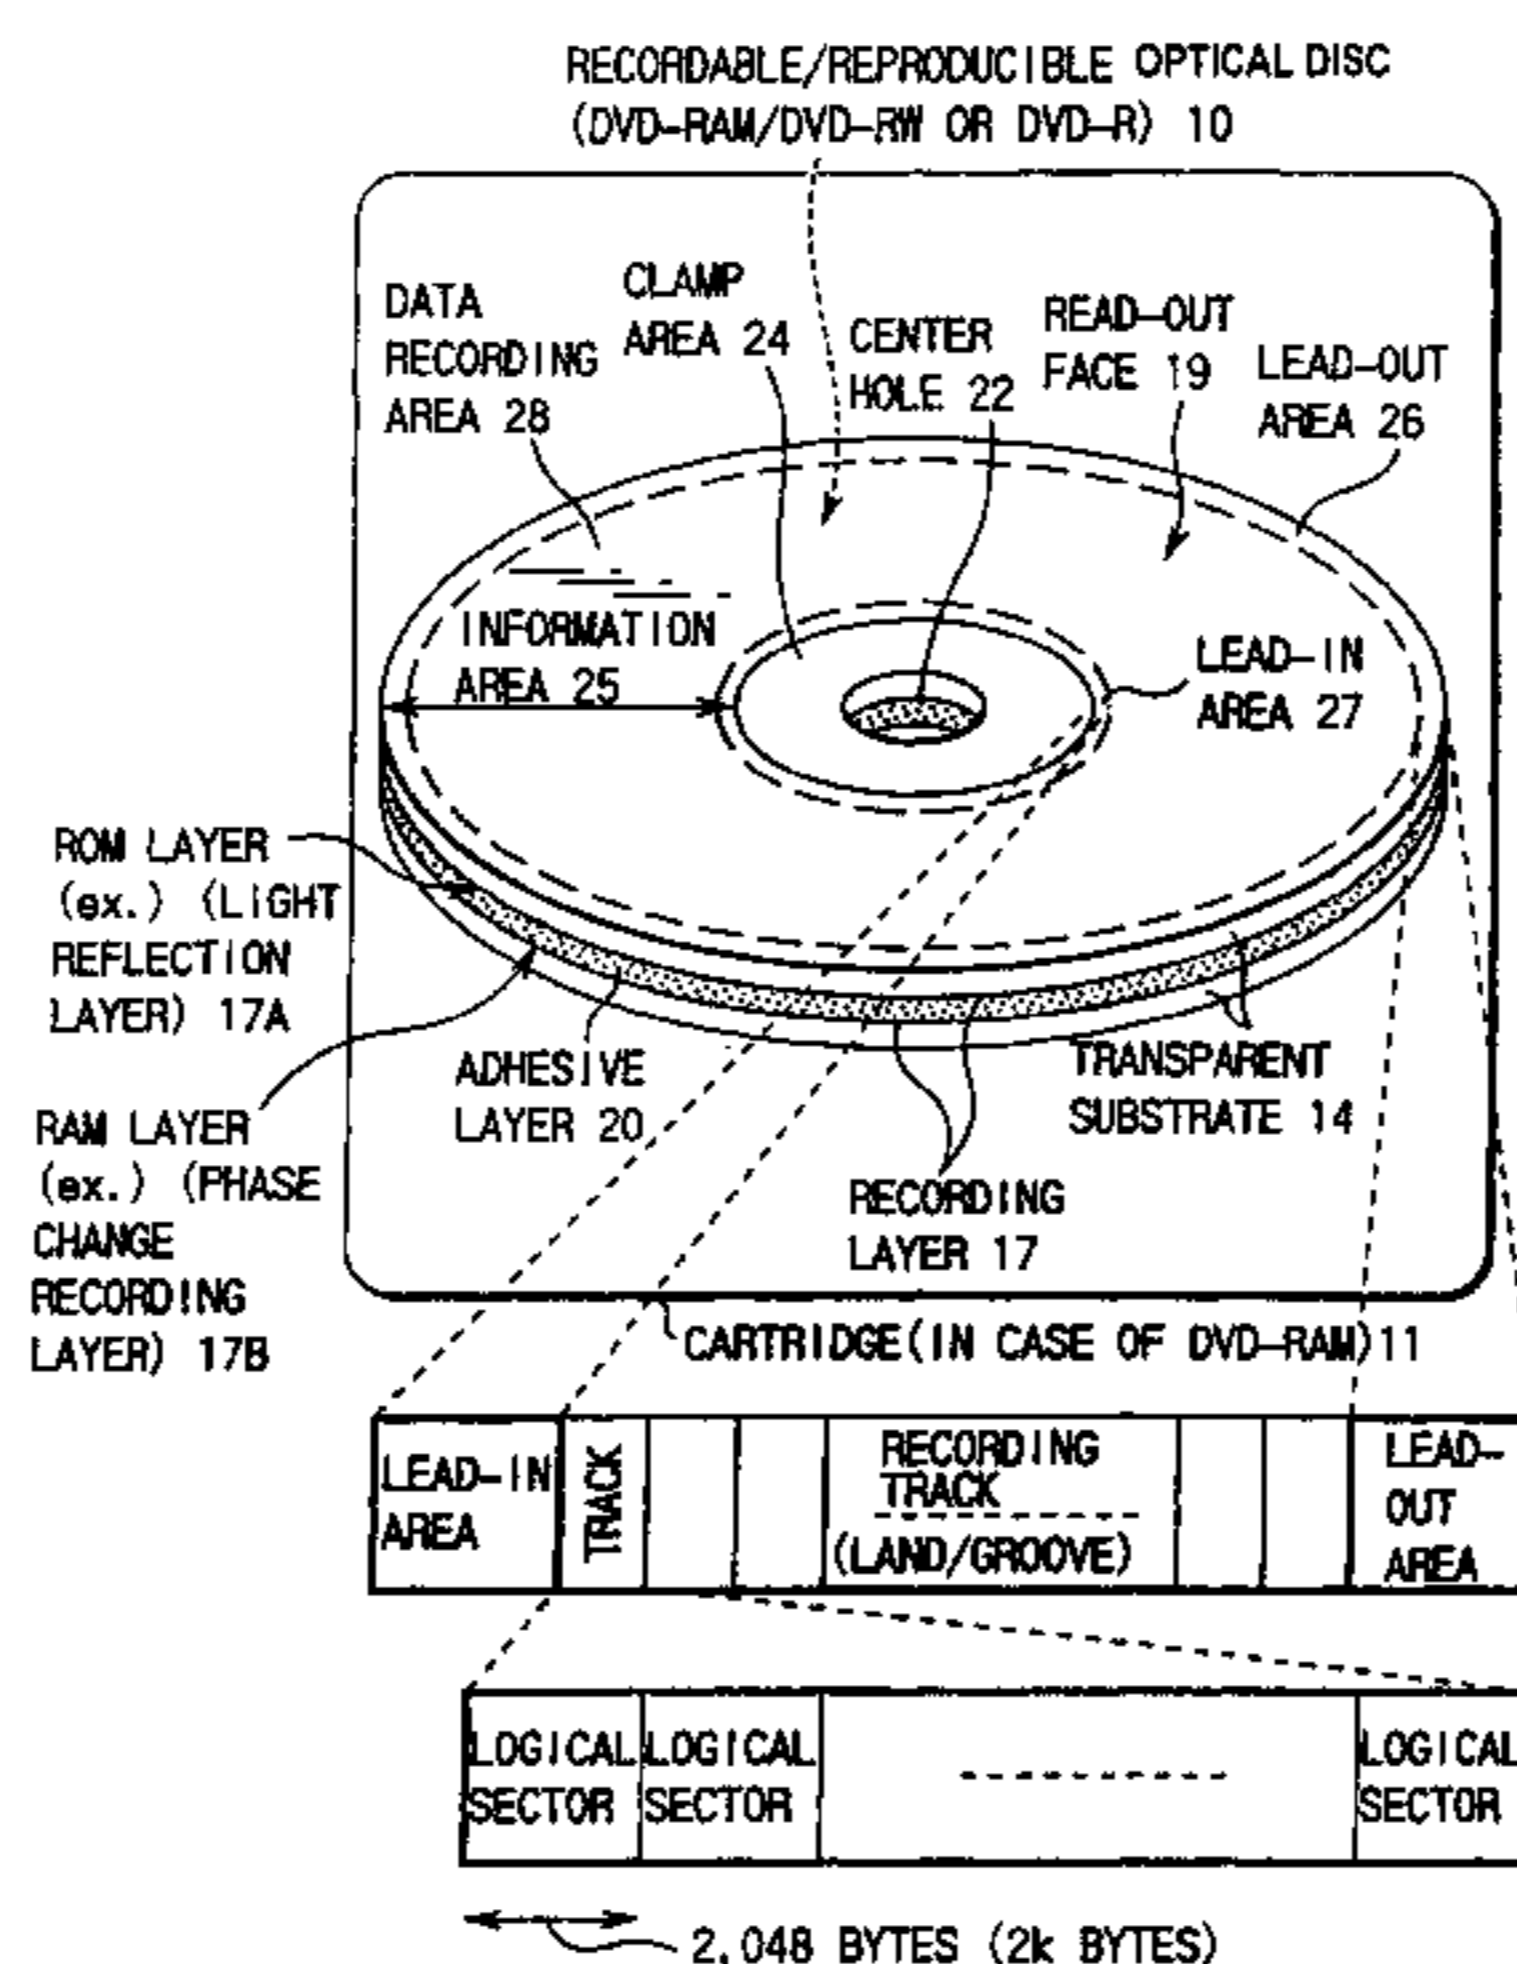 RECORDABLE/REPRODUCIBLE OPTICAL DISC
(DVD-RAM/DVD-RW OR DVD-R) 10
DATA
RECORDING
AREA 28
CLAMP
AREA 24
CENTER
HOLE 22
READ-OUT
FACE 19
LEAD-OUT
AREA 26
INFORMATION
AREA 25
LEAD-IN
AREA 27
ROM LAYER
(ex.) (LIGHT
REFLECTION
LAYER) 17A
RAM LAYER
(ex.) (PHASE
CHANGE
RECORDING
LAYER) 17B
ADHESIVE
LAYER 20
TRANSPARENT
SUBSTRATE 14
RECORDING
LAYER 17
CARTRIDGE(IN CASE OF DVD-RAM)11
LEAD-IN
AREA
TRACK
RECORDING
TRACK
(LAND/GROOVE)
LEAD-
OUT
AREA
LOGICAL
SECTOR
LOGICAL
SECTOR
LOGICAL
SECTOR
2,048 BYTES (2k BYTES)